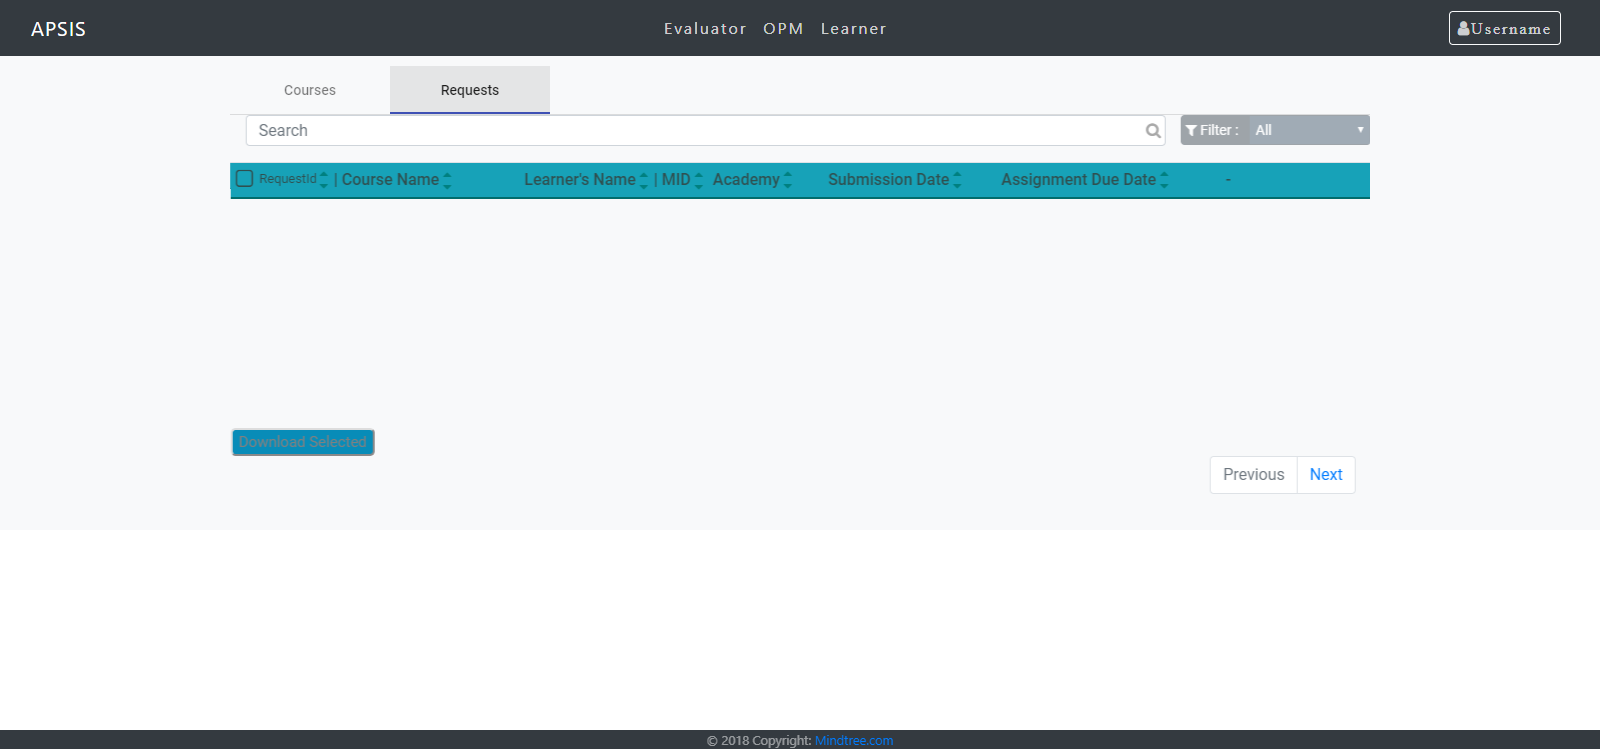 APSIS Evaluator OPM Learner Username
Courses Requests
Search Filter : All
RequestId | Course Name Learner's Name | MID Academy Submission Date Assignment Due Date -
Download Selected
Previous Next
© 2018 Copyright: Mindtree.com